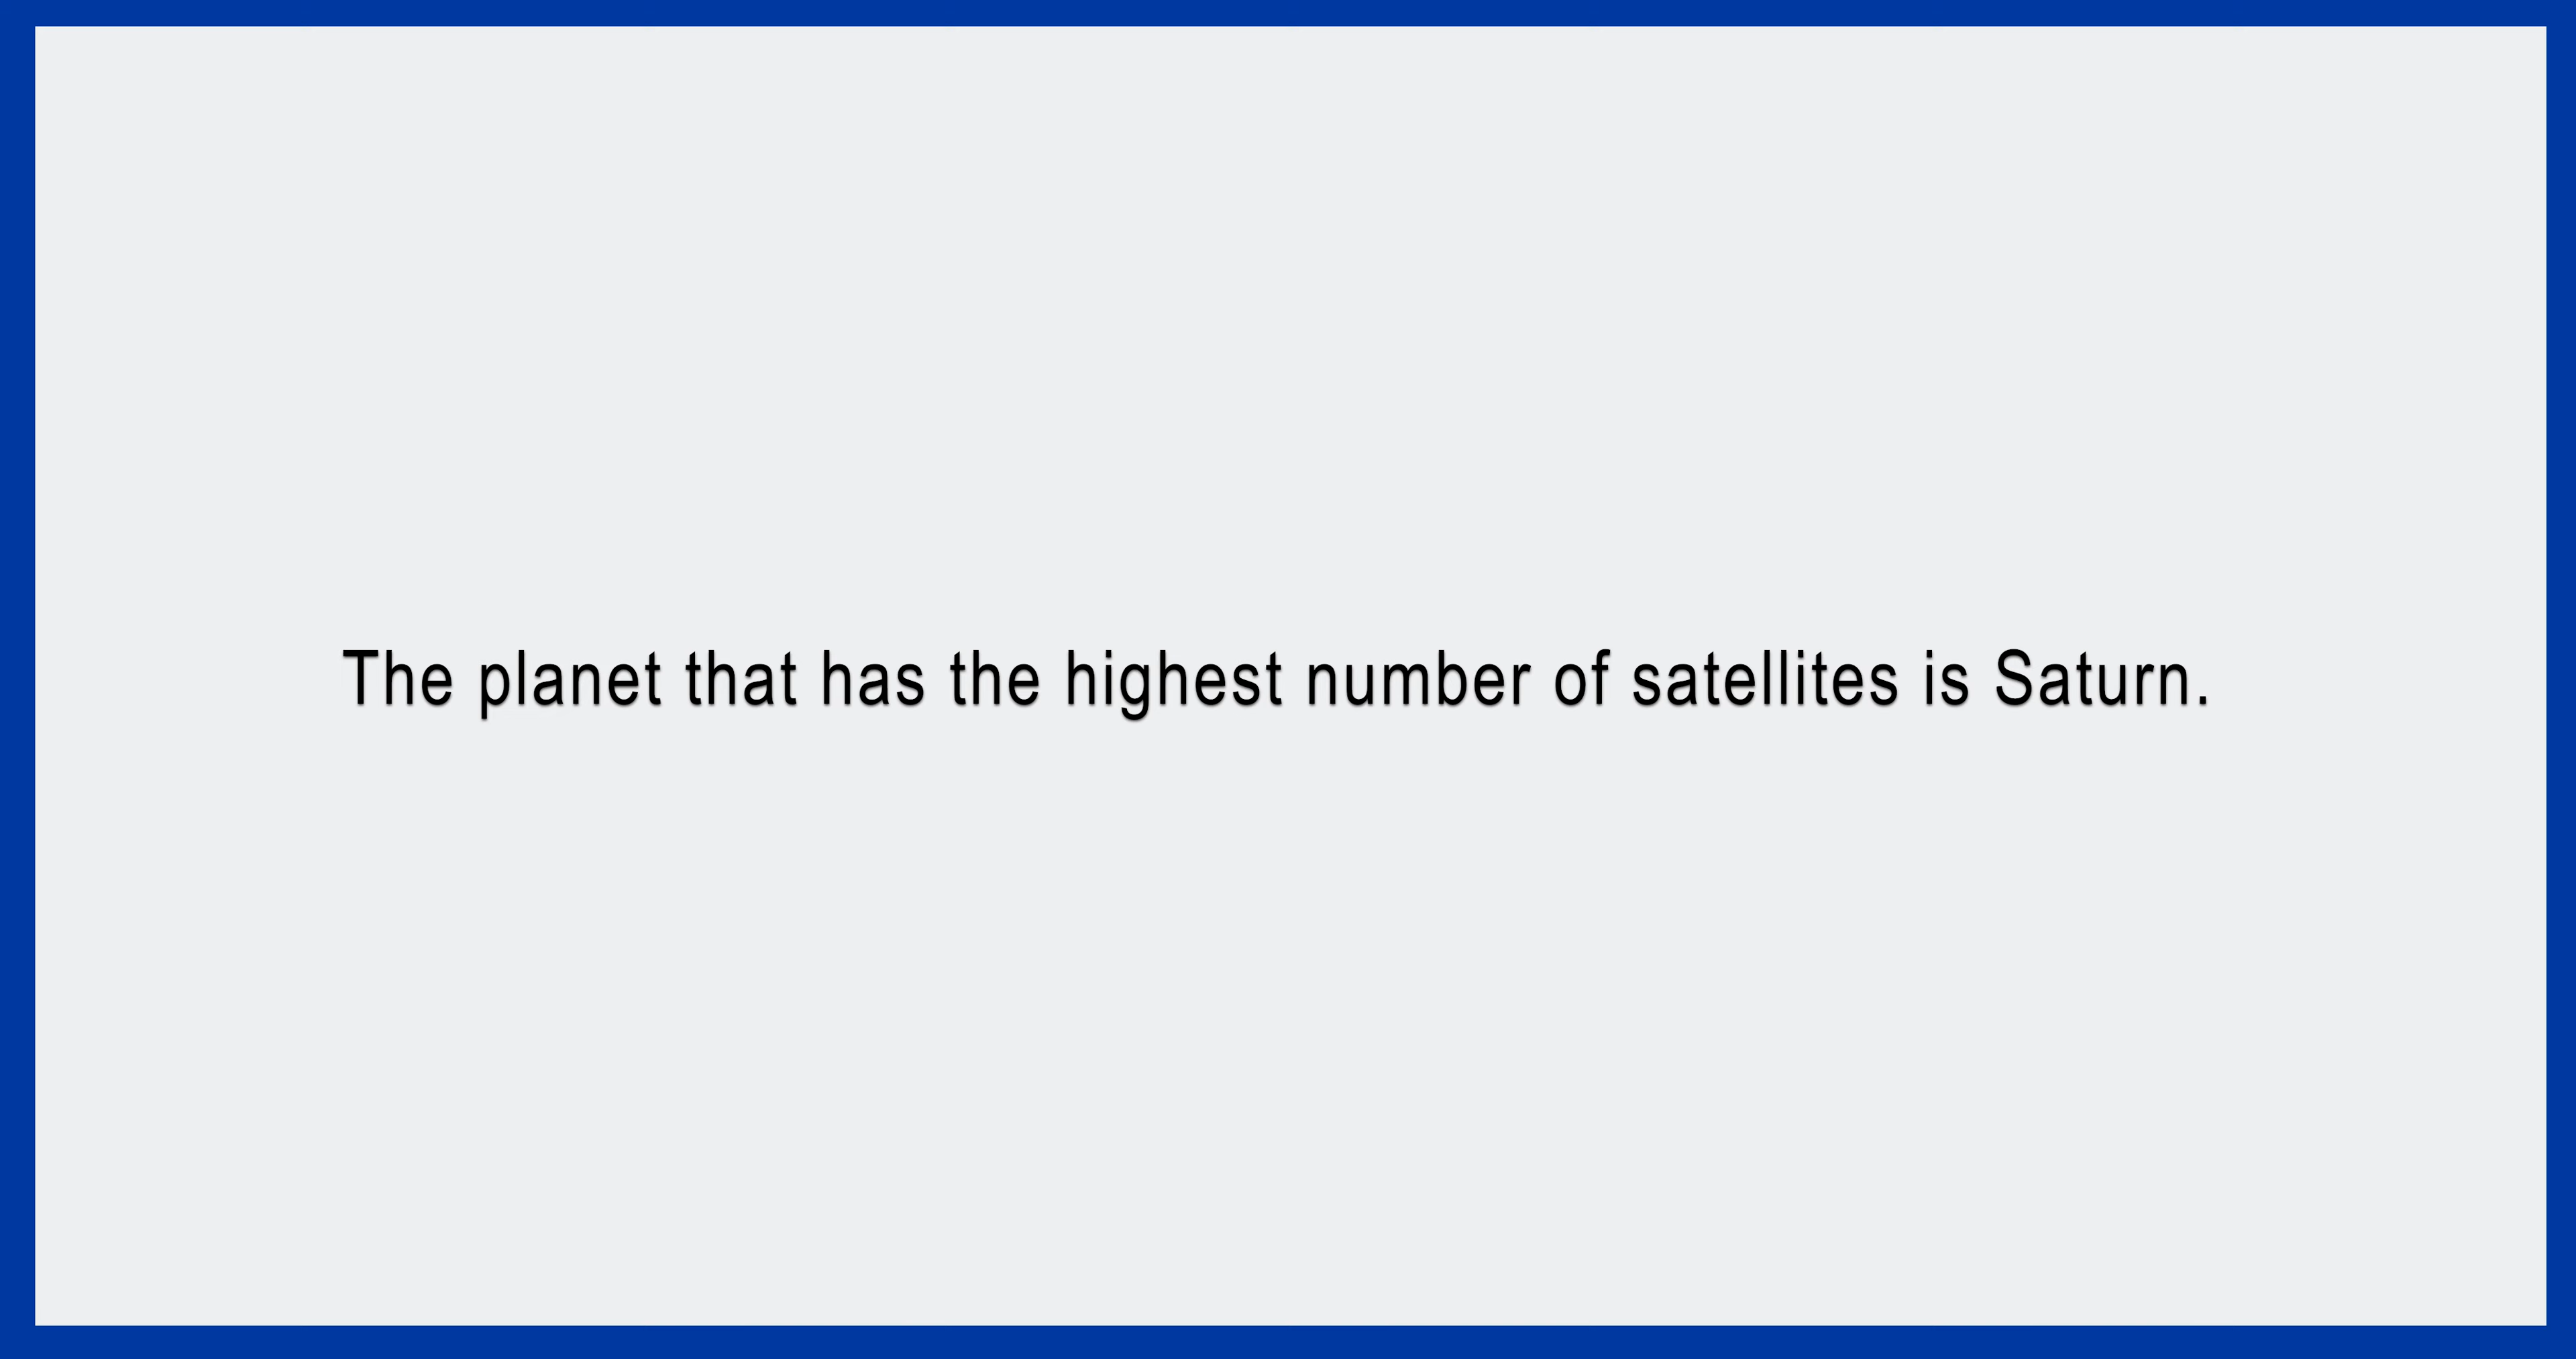 The planet that has the highest number of satellites is Saturn.